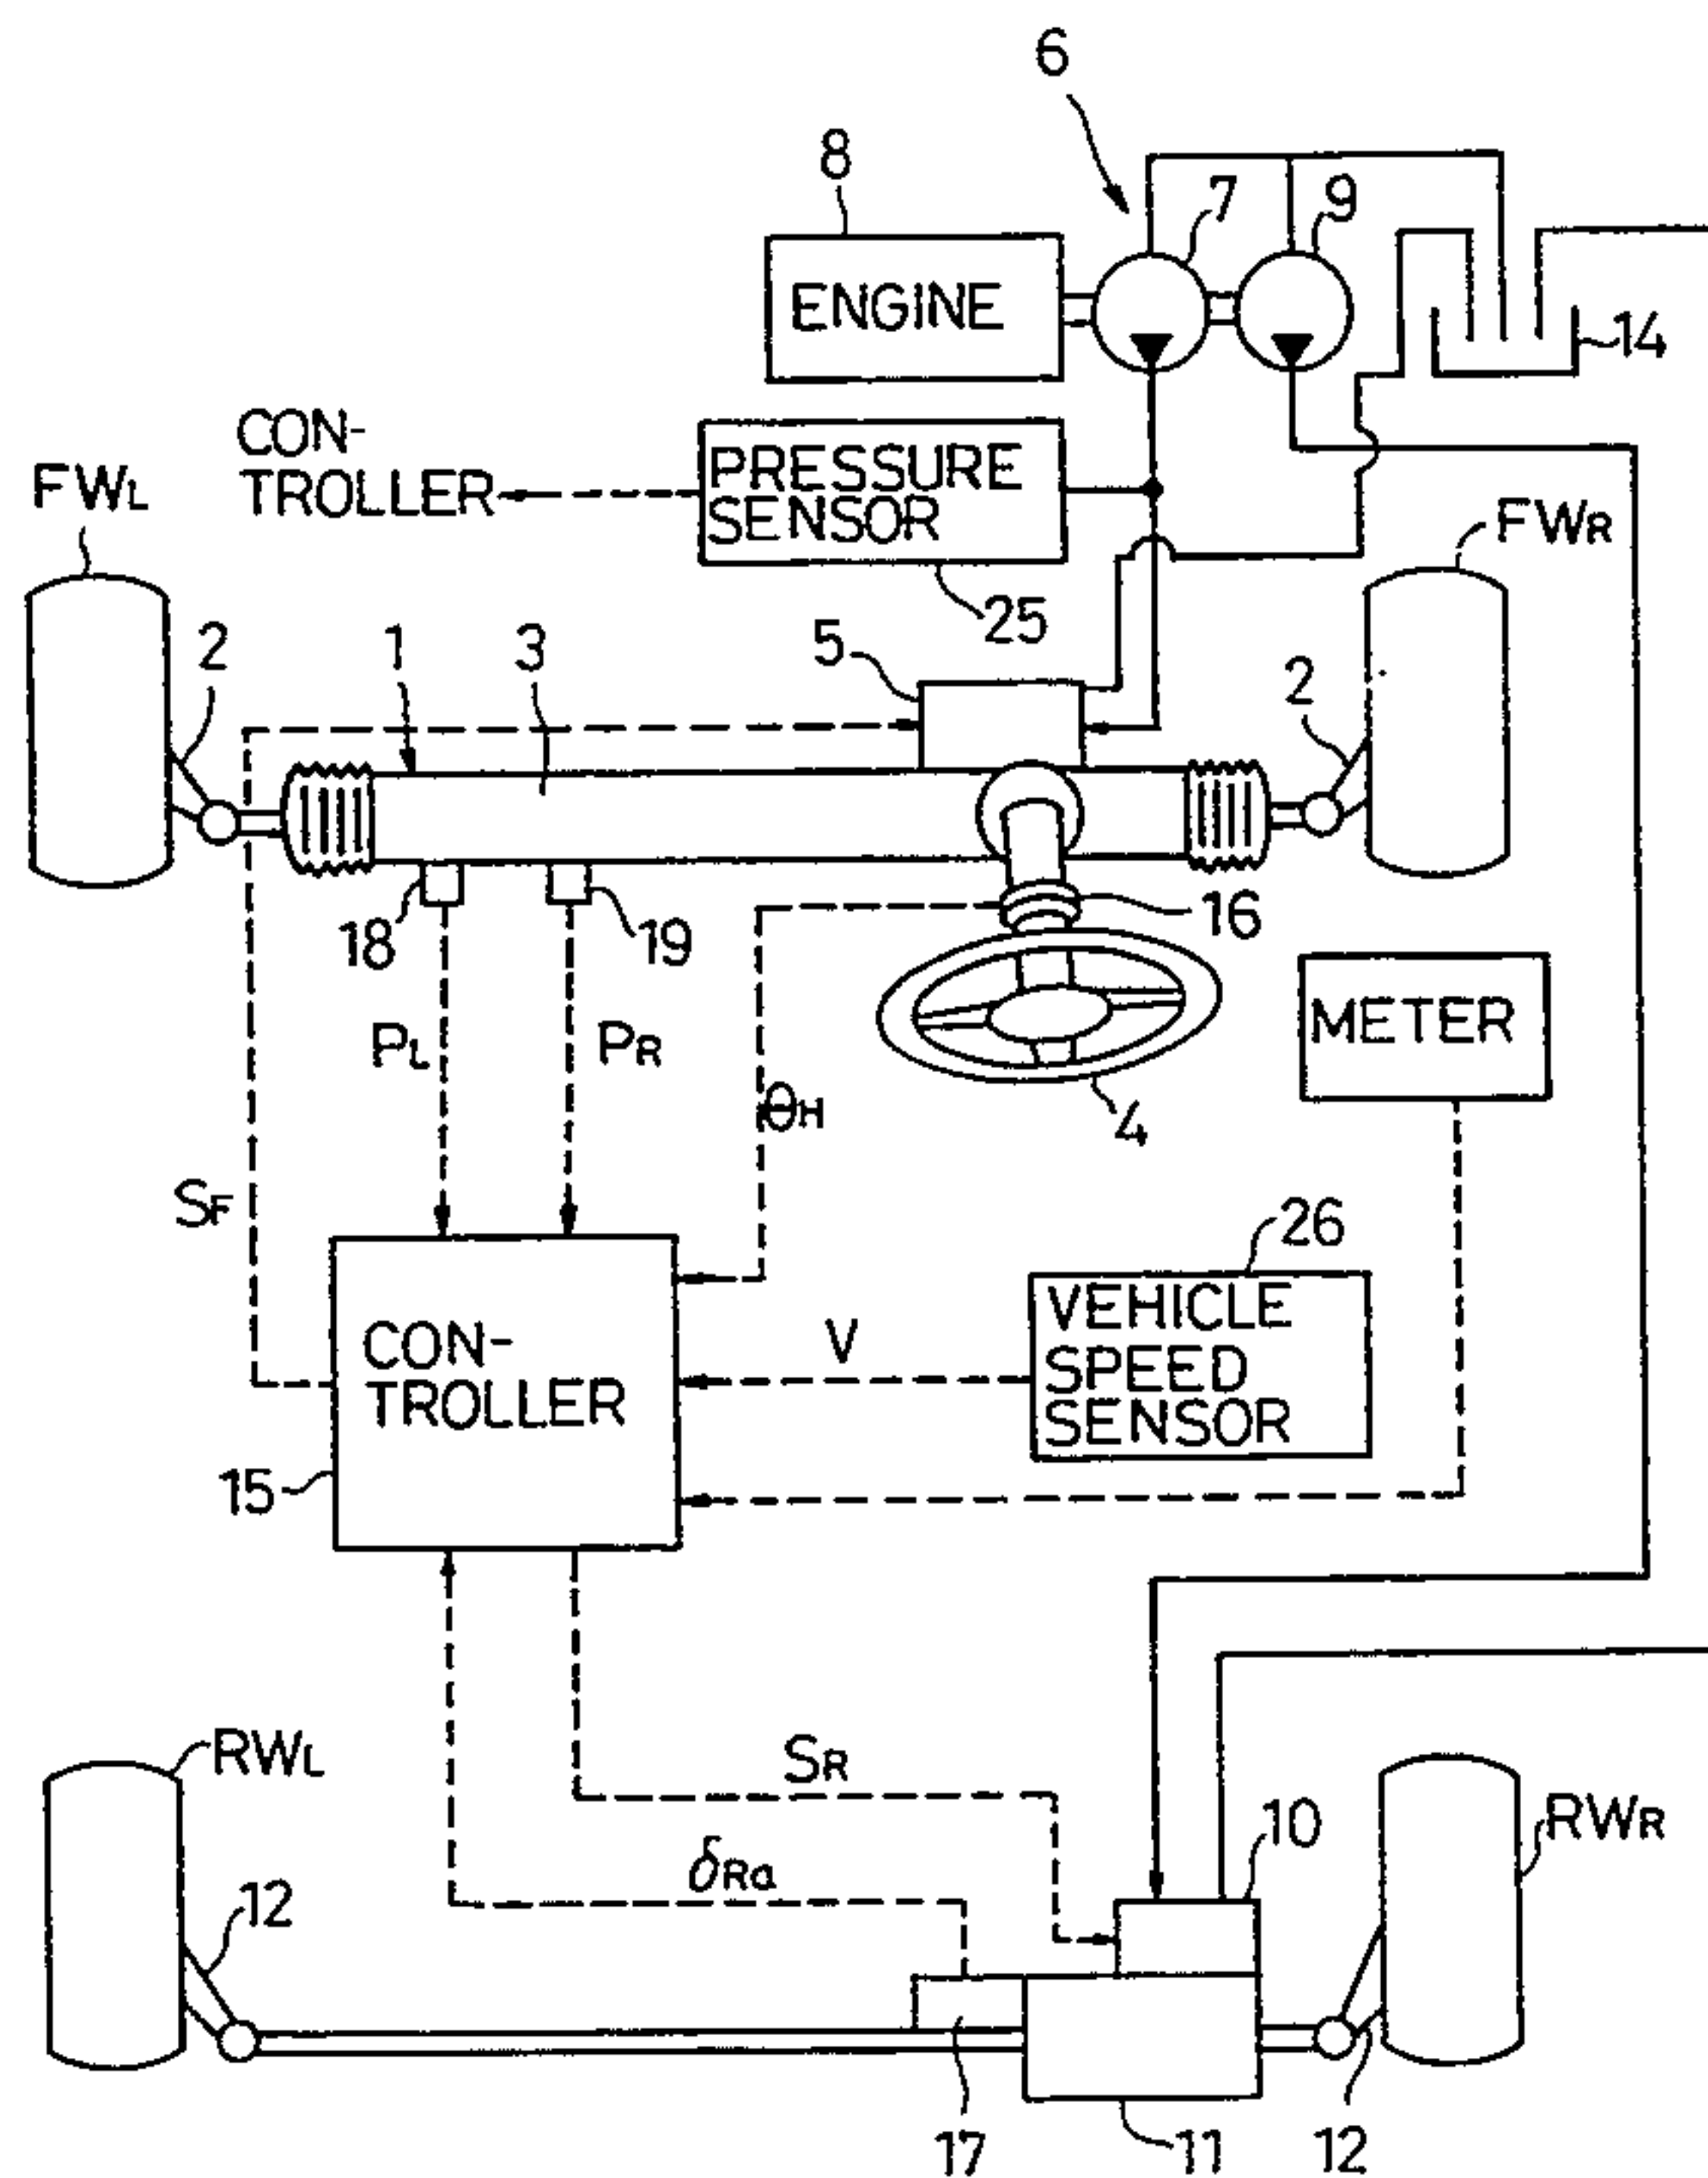 6
8
7
9
ENGINE
14
CON-
TROLLER
PRESSURE
SENSOR
FWL
FWR
25
2
1
3
5
2
18
19
16
PL
PR
θH
METER
4
SF
26
VEHICLE
SPEED
SENSOR
V
CON-
TROLLER
15
SR
RWL
10
RWR
δRa
12
17
11
12